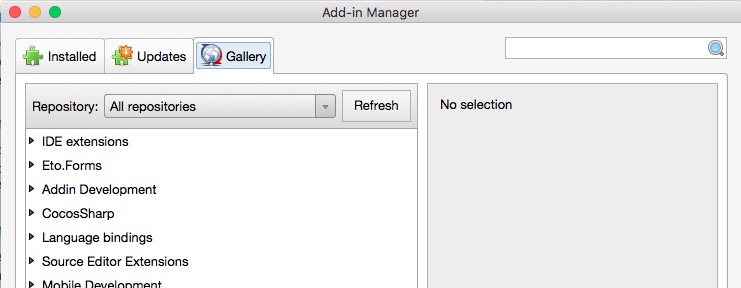 Add-in Manager
Installed
Updates
Gallery
Repository: All repositories
Refresh
No selection
IDE extensions
Eto.Forms
Addin Development
CocosSharp
Language bindings
Source Editor Extensions
Mobile Development